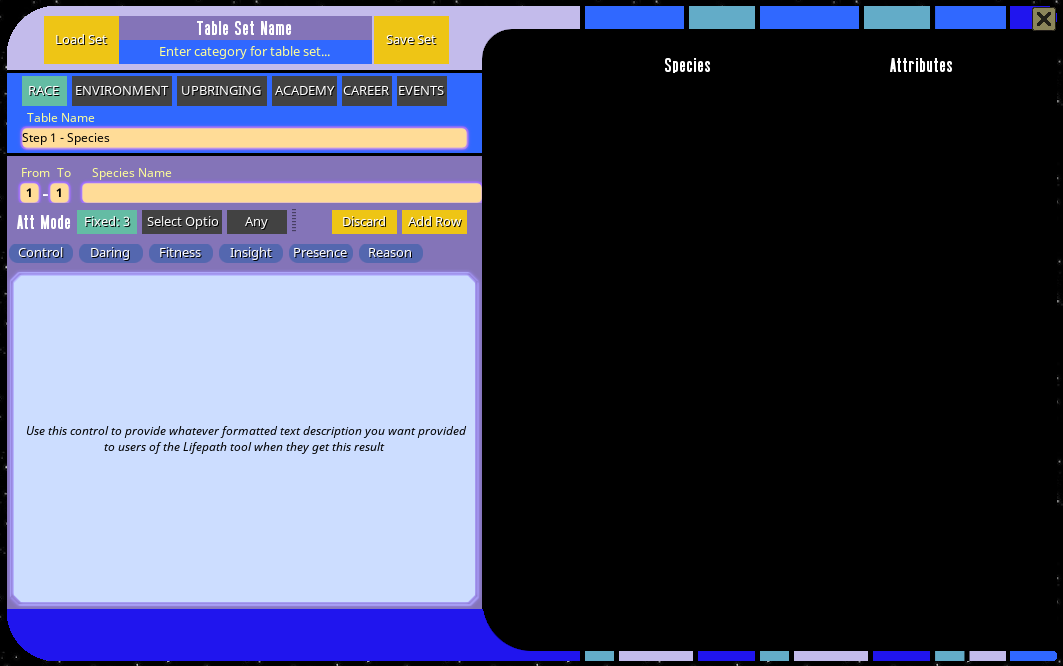 Load Set
Table Set Name
Enter category for table set...
Save Set
Species
Attributes
RACE ENVIRONMENT UPBRINGING ACADEMY CAREER EVENTS
Table Name
Step 1 - Species
From To Species Name
1 - 1
Att Mode Fixed: 3 Select Optio Any Discard Add Row
Control Daring Fitness Insight Presence Reason
Use this control to provide whatever formatted text description you want provided
to users of the Lifepath tool when they get this result